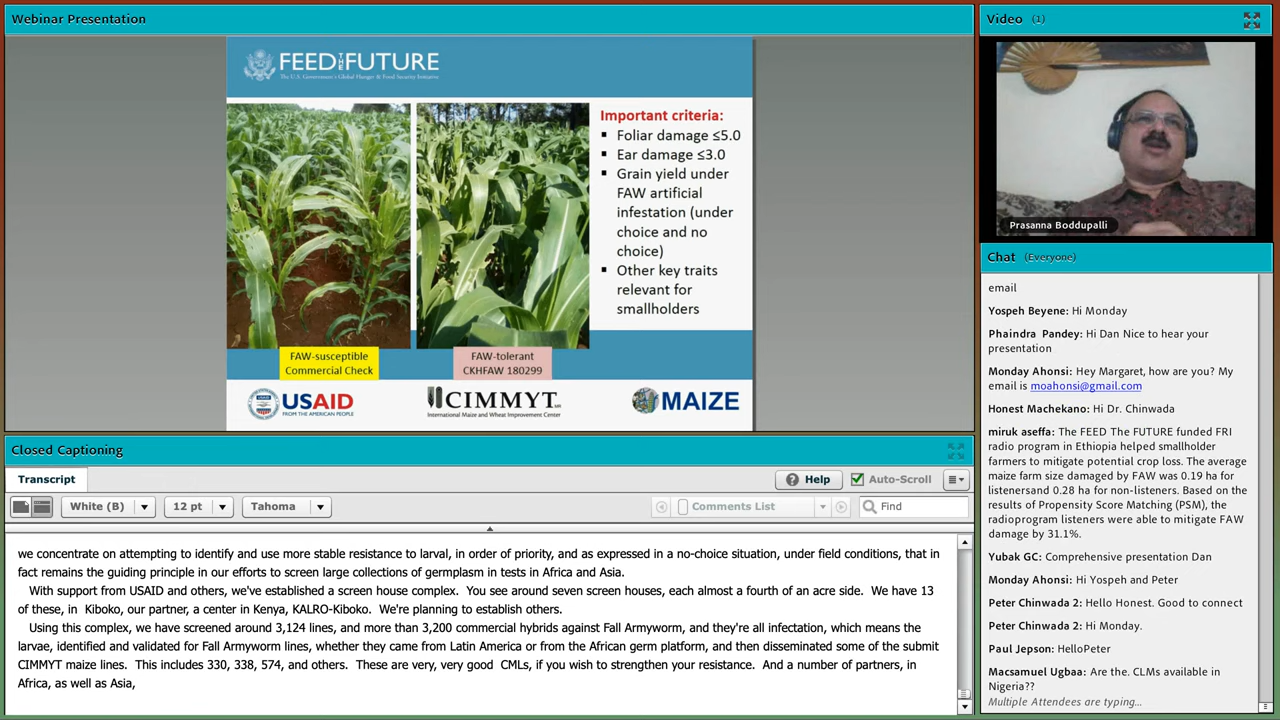 Webinar Presentation
FEED THE FUTURE
The U.S. Government's Global Hunger & Food Security Initiative
Important criteria:
▪ Foliar damage ≤5.0
▪ Ear damage ≤3.0
▪ Grain yield under
FAW artificial
infestation (under
choice and no
choice)
▪ Other key traits
relevant for
smallholders
FAW-susceptible
Commercial Check
FAW-tolerant
CKHFAW 180299
USAID
FROM THE AMERICAN PEOPLE
CIMMYT
International Maize and Wheat Improvement Center
MAIZE
Closed Captioning
Transcript
Help
Auto-Scroll
White (B)
12 pt
Tahoma
Comments List
Find
we concentrate on attempting to identify and use more stable resistance to larval, in order of priority, and as expressed in a no-choice situation, under field conditions, that in
fact remains the guiding principle in our efforts to screen large collections of germplasm in tests in Africa and Asia.
With support from USAID and others, we've established a screen house complex.  You see around seven screen houses, each almost a fourth of an acre side.  We have 13
of these, in  Kiboko, our partner, a center in Kenya, KALRO-Kiboko.  We're planning to establish others.
Using this complex, we have screened around 3,124 lines, and more than 3,200 commercial hybrids against Fall Armyworm, and they're all infectation, which means the
larvae, identified and validated for Fall Armyworm lines, whether they came from Latin America or from the African germ platform, and then disseminated some of the submit
CIMMYT maize lines.  This includes 330, 338, 574, and others.  These are very, very good  CMLs, if you wish to strengthen your resistance.  And a number of partners, in
Africa, as well as Asia,
Video (1)
Prasanna Boddupalli
Chat (Everyone)
email
Yospeh Beyene: Hi Monday
Phaindra Pandey: Hi Dan Nice to hear your
presentation
Monday Ahonsi: Hey Margaret, how are you? My
email is moahonsi@gmail.com
Honest Machekano: Hi Dr. Chinwada
miruk aseffa: The FEED The FUTURE funded FRI
radio program in Ethiopia helped smallholder
farmers to mitigate potential crop loss. The average
maize farm size damaged by FAW was 0.19 ha for
listenersand 0.28 ha for non-listeners. Based on the
results of Propensity Score Matching (PSM), the
radioprogram listeners were able to mitigate FAW
damage by 31.1%.
Yubak GC: Comprehensive presentation Dan
Monday Ahonsi: Hi Yospeh and Peter
Peter Chinwada 2: Hello Honest. Good to connect
Peter Chinwada 2: Hi Monday.
Paul Jepson: HelloPeter
Macsamuel Ugbaa: Are the. CLMs available in
Nigeria??
Multiple Attendees are typing...